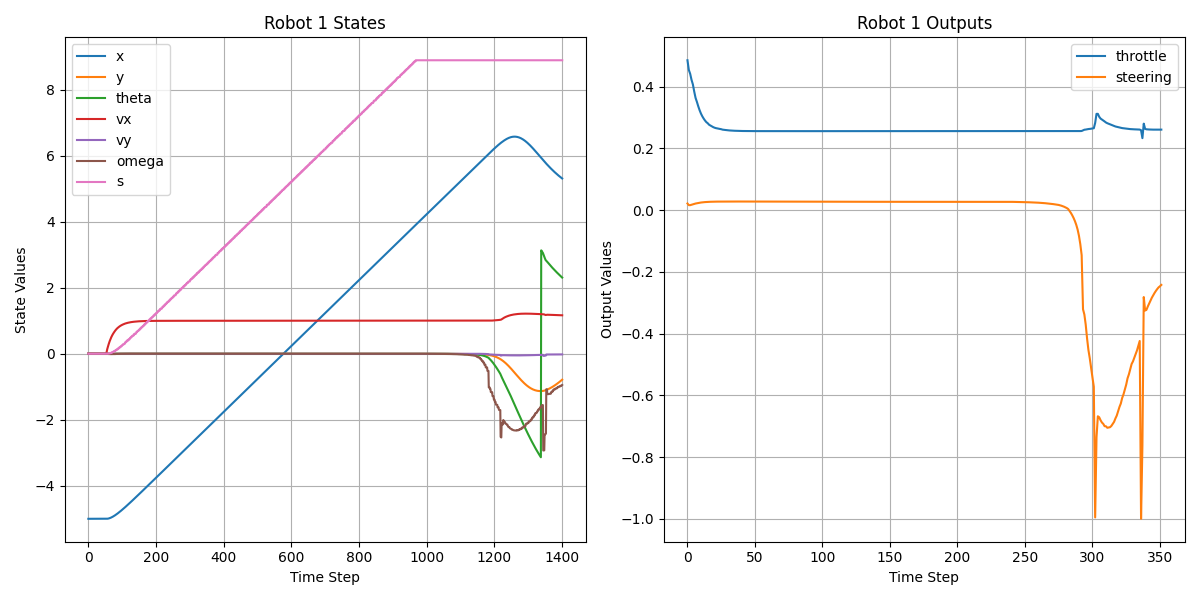 Robot 1 States
State Values
8
6
4
2
0
−2
−4
x
y
theta
vx
vy
omega
s
0 200 400 600 800 1000 1200 1400
Time Step
Robot 1 Outputs
Output Values
0.4
0.2
0.0
−0.2
−0.4
−0.6
−0.8
−1.0
throttle
steering
0 50 100 150 200 250 300 350
Time Step